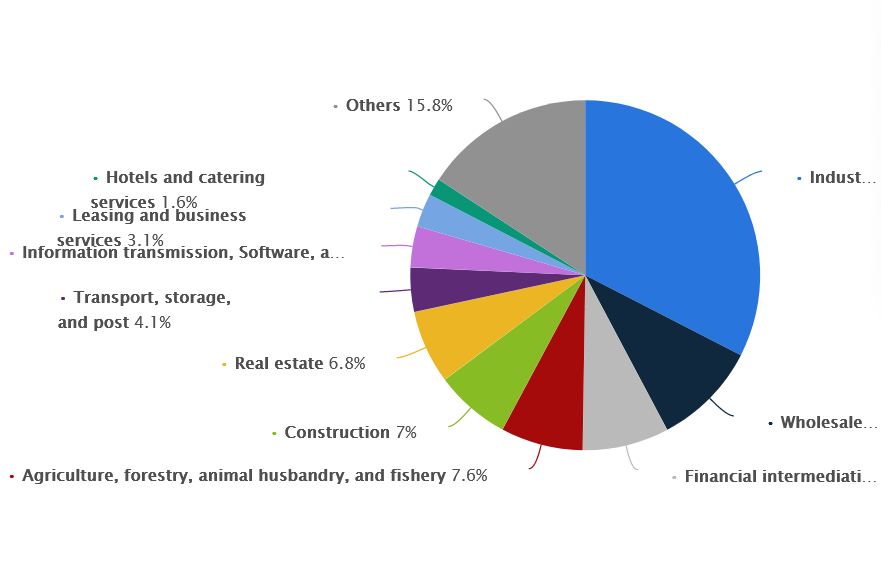 Others 15.8%
Hotels and catering
services 1.6%
Leasing and business
services 3.1%
Information transmission, Software, a...
Transport, storage,
and post 4.1%
Real estate 6.8%
Construction 7%
Agriculture, forestry, animal husbandry, and fishery 7.6%
Indust...
Wholesale...
Financial intermediati...